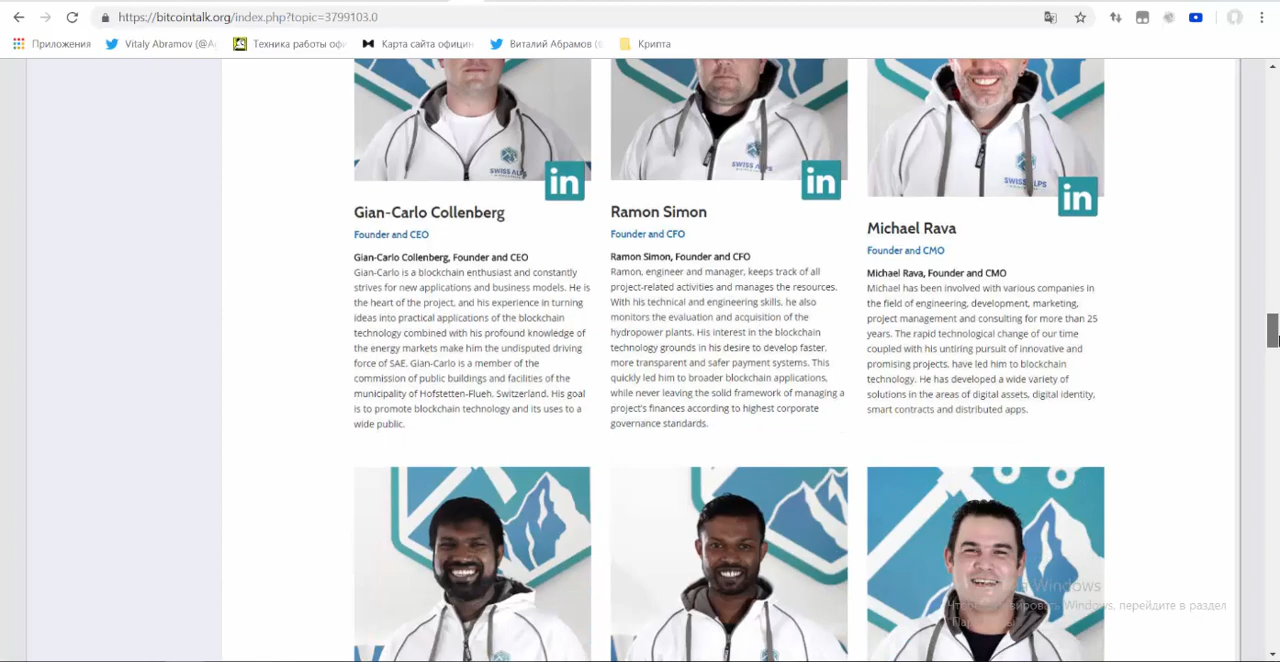 https://bitcointalk.org/index.php?topic=3799103.0
Приложения
Vitaly Abramov (@A
Техника работы оф
Карта сайта официн
Виталий Абрамов (
Крипта
SWISS ALPS
SWISS ALPS
SWISS ALPS
in
in
in
Gian-Carlo Collenberg
Founder and CEO
Gian-Carlo Collenberg, Founder and CEO
Gian-Carlo is a blockchain enthusiast and constantly
strives for new applications and business models. He is
the heart of the project, and his experience in turning
ideas into practical applications of the blockchain
technology combined with his profound knowledge of
the energy markets make him the undisputed driving
force of SAE. Gian-Carlo is a member of the
commission of public buildings and facilities of the
municipality of Hofstetten-Flueh, Switzerland. His goal
is to promote blockchain technology and its uses to a
wide public.
Ramon Simon
Founder and CFO
Ramon Simon, Founder and CFO
Ramon, engineer and manager, keeps track of all
project-related activities and manages the resources.
With his technical and engineering skills, he also
monitors the evaluation and acquisition of the
hydropower plants. His interest in the blockchain
technology grounds in his desire to develop faster,
more transparent and safer payment systems. This
quickly led him to broader blockchain applications,
while never leaving the solid framework of managing a
project's finances according to highest corporate
governance standards.
Michael Rava
Founder and CMO
Michael Rava, Founder and CMO
Michael has been involved with various companies in
the field of engineering, development, marketing,
project management and consulting for more than 25
years. The rapid technological change of our time
coupled with his untiring pursuit of innovative and
promising projects, have led him to blockchain
technology. He has developed a wide variety of
solutions in the areas of digital assets, digital identity,
smart contracts and distributed apps.
Windows
Windows, перейдите в раздел